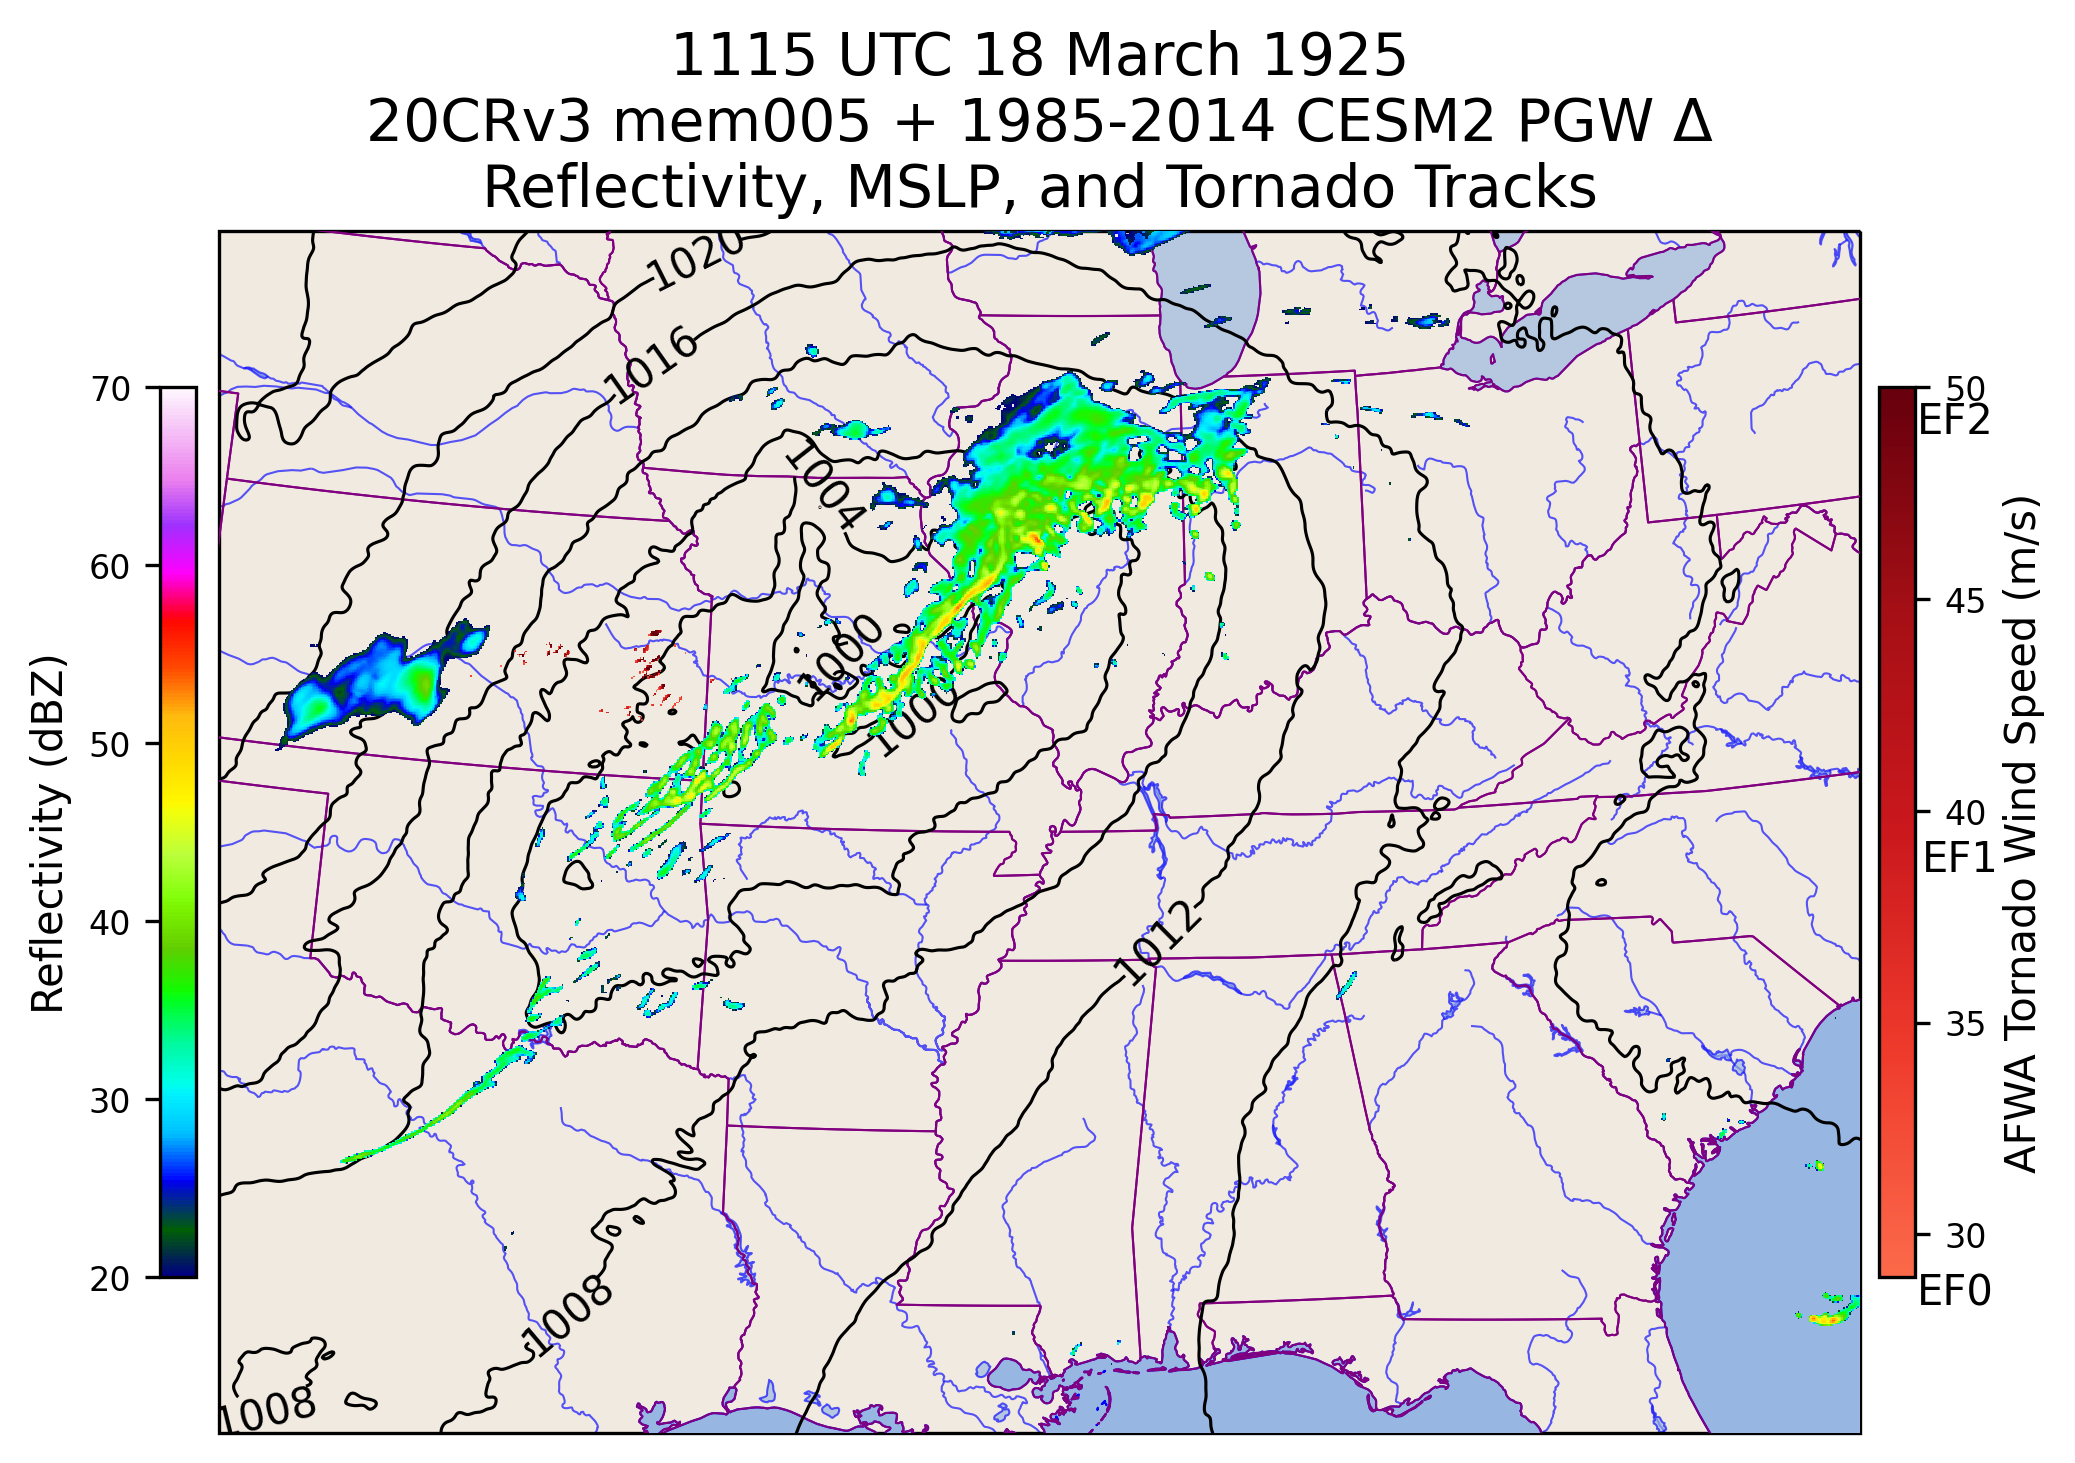 1115 UTC 18 March 1925
20CRv3 mem005 + 1985-2014 CESM2 PGW Δ
Reflectivity, MSLP, and Tornado Tracks
1020
1016
1004
1000
1000
1012
1008
1008
70
60
50
40
30
20
Reflectivity (dBZ)
50
EF2
45
40
EF1
35
30
EF0
AFWA Tornado Wind Speed (m/s)